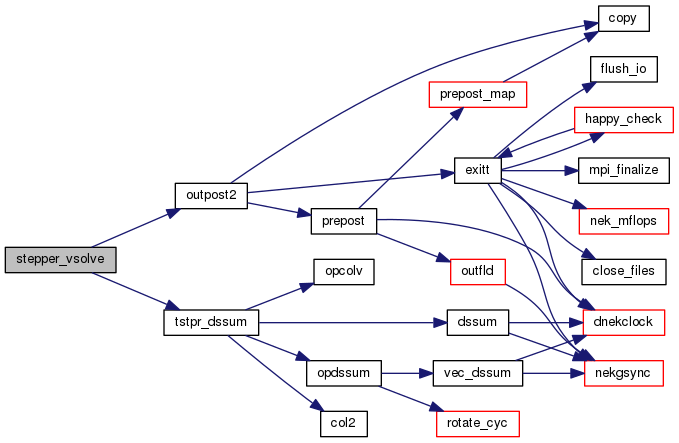 copy
flush_io
prepost_map
happy_check
exitt
mpi_finalize
outpost2
prepost
nek_mflops
stepper_vsolve
opcolv
outfld
close_files
tstpr_dssum
dssum
dnekclock
opdssum
vec_dssum
nekgsync
col2
rotate_cyc